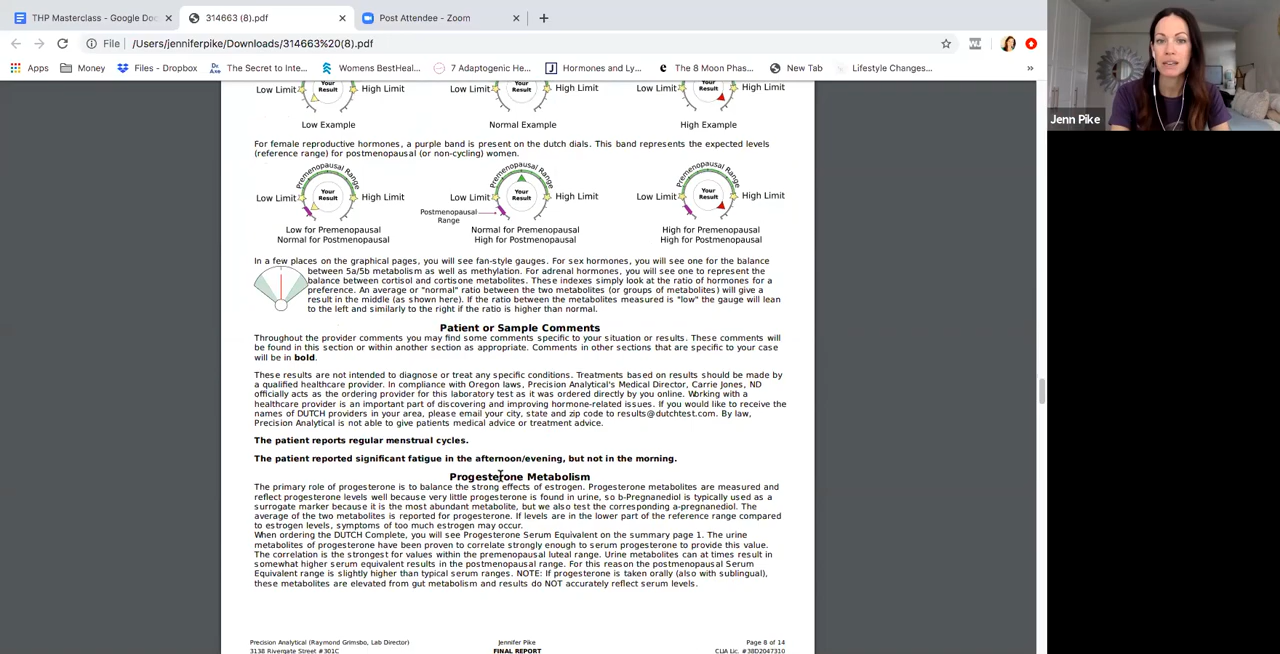 THP Masterclass - Google Doc
314663 (8).pdf
Post Attendee - Zoom
File
/Users/jenniferpike/Downloads/314663%20(8).pdf
Apps
Money
Files - Dropbox
The Secret to Inte...
Womens BestHeal...
7 Adaptogenic He...
Hormones and Ly...
The 8 Moon Phas...
New Tab
Lifestyle Changes...
»
Jenn Pike
Low Limit Your Result High Limit
Low Limit Your Result High Limit
Low Limit Your Result High Limit
Low Example
Normal Example
High Example
For female reproductive hormones, a purple band is present on the dutch dials. This band represents the expected levels
(reference range) for postmenopausal (or non-cycling) women.
Premenopausal Range
Premenopausal Range
Premenopausal Range
Low Limit Your Result High Limit
Low Limit Your Result High Limit
Low Limit Your Result High Limit
Postmenopausal
Range
Low for Premenopausal
Normal for Postmenopausal
Normal for Premenopausal
High for Postmenopausal
High for Premenopausal
High for Postmenopausal
In a few places on the graphical pages, you will see fan-style gauges. For sex hormones, you will see one for the balance
between 5a/5b metabolism as well as methylation. For adrenal hormones, you will see one to represent the
balance between cortisol and cortisone metabolites. These indexes simply look at the ratio of hormones for a
preference. An average or "normal" ratio between the two metabolites (or groups of metabolites) will give a
result in the middle (as shown here). If the ratio between the metabolites measured is "low" the gauge will lean
to the left and similarly to the right if the ratio is higher than normal.
Patient or Sample Comments
Throughout the provider comments you may find some comments specific to your situation or results. These comments will
be found in this section or within another section as appropriate. Comments in other sections that are specific to your case
will be in bold.
These results are not intended to diagnose or treat any specific conditions. Treatments based on results should be made by
a qualified healthcare provider. In compliance with Oregon laws, Precision Analytical's Medical Director, Carrie Jones, ND
officially acts as the ordering provider for this laboratory test as it was ordered directly by you online. Working with a
healthcare provider is an important part of discovering and improving hormone-related issues. If you would like to receive the
names of DUTCH providers in your area, please email your city, state and zip code to results@dutchtest.com. By law,
Precision Analytical is not able to give patients medical advice or treatment advice.
The patient reports regular menstrual cycles.
The patient reported significant fatigue in the afternoon/evening, but not in the morning.
Progesterone Metabolism
The primary role of progesterone is to balance the strong effects of estrogen. Progesterone metabolites are measured and
reflect progesterone levels well because very little progesterone is found in urine, so b-Pregnanediol is typically used as a
surrogate marker because it is the most abundant metabolite, but we also test the corresponding a-pregnanediol. The
average of the two metabolites is reported for progesterone. If levels are in the lower part of the reference range compared
to estrogen levels, symptoms of too much estrogen may occur.
When ordering the DUTCH Complete, you will see Progesterone Serum Equivalent on the summary page 1. The urine
metabolites of progesterone have been proven to correlate strongly enough to serum progesterone to provide this value.
The correlation is the strongest for values within the premenopausal luteal range. Urine metabolites can at times result in
somewhat higher serum equivalent results in the postmenopausal range. For this reason the postmenopausal Serum
Equivalent range is slightly higher than typical serum ranges. NOTE: If progesterone is taken orally (also with sublingual),
these metabolites are elevated from gut metabolism and results do NOT accurately reflect serum levels.
Precision Analytical (Raymond Grimsbo, Lab Director)
3138 Rivergate Street #301C
Jennifer Pike
FINAL REPORT
Page 8 of 14
CLIA Lic. #38D2047310